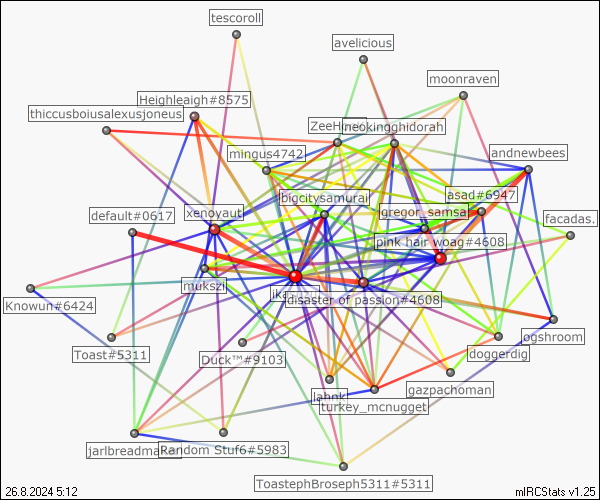 tescoroll
avelicious
moonraven
Heighleaigh#8575
thiccusboiusalexusjoneus
ZeeH
neokingghidorah
mingus4742
andnewbees
asad#6947
bigcitysamurai
xenoyaut
default#0617
gregor_samsa
facadas.
pink hair woag#4608
mukszi
disaster of passion#4608
Knowun#6424
ogshroom
Toast#5311
Duck™#9103
doggerdig
lahnk
gazpachoman
turkey_mcnugget
jarlbreadma
Random Stuf6#5983
ToastephBroseph5311#5311
26.8.2024 5:12
mIRCStats v1.25